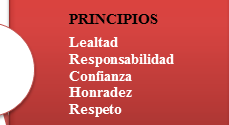 PRINCIPIOS
Lealtad
Responsabilidad
Confianza
Honradez
Respeto